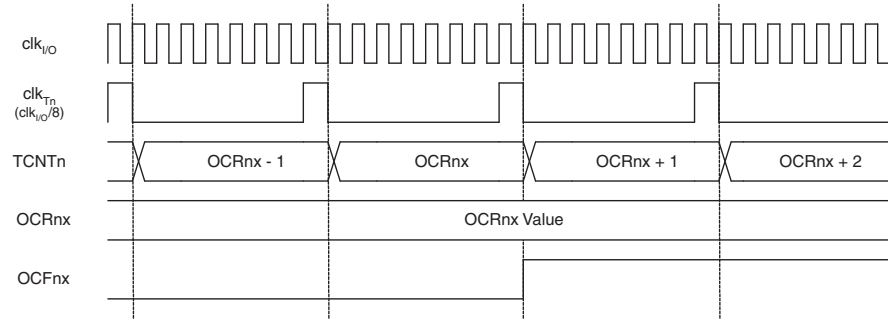 clkI/O
clkTn
(clkI/O/8)
TCNTn OCRnx - 1 OCRnx OCRnx + 1 OCRnx + 2
OCRnx OCRnx Value
OCFnx